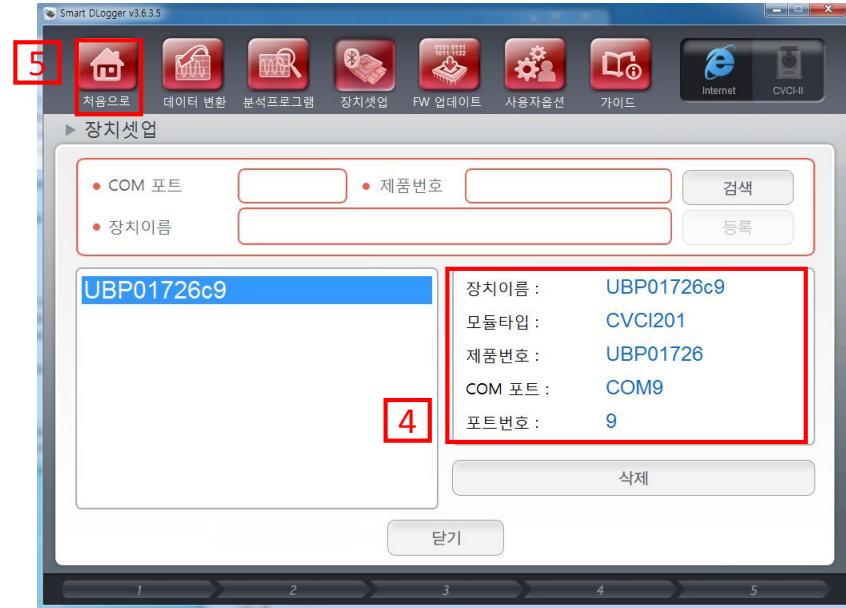 Smart DLogger v3.6.3.5
5
처음으로
데이터 변환
분석프로그램
장치셋업
0101 0111
1011 1122
FW 업데이트
사용자옵션
가이드
Internet
CVCI-II
장치셋업
COM 포트
제품번호
검색
장치이름
등록
UBP01726c9
장치이름 : UBP01726c9
모듈타입 : CVCI201
제품번호 : UBP01726
COM 포트 : COM9
포트번호 : 9
4
삭제
닫기
1 2 3 4 5